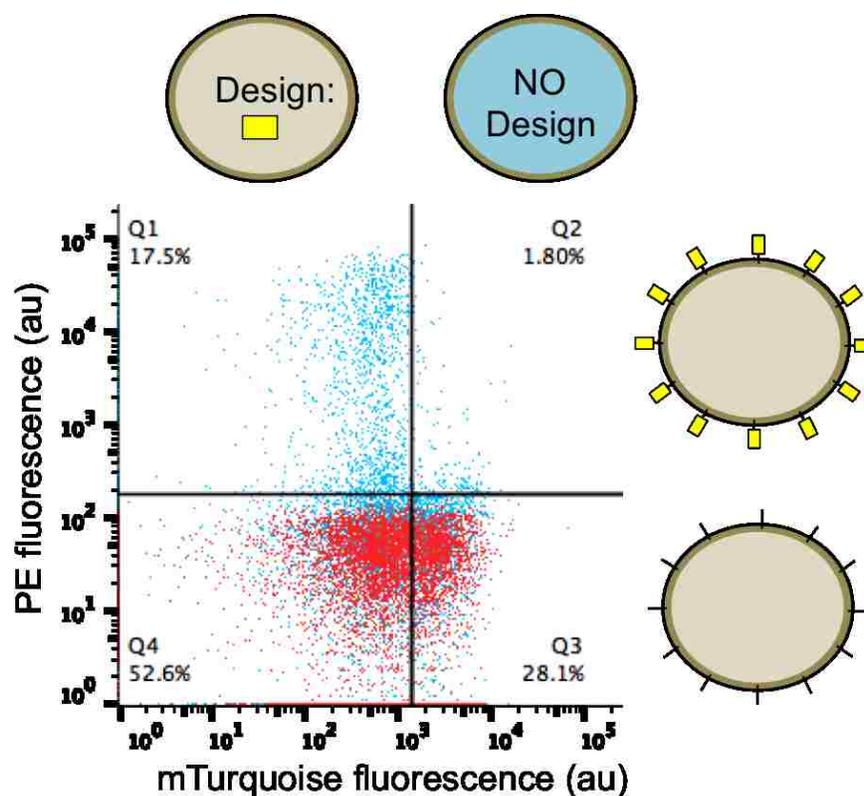 Design:
NO
Design
Q1
17.5%
Q2
1.80%
Q4
52.6%
Q3
28.1%
10^5
10^4
10^3
10^2
10^1
10^0
PE fluorescence (au)
10^0
10^1
10^2
10^3
10^4
10^5
mTurquoise fluorescence (au)